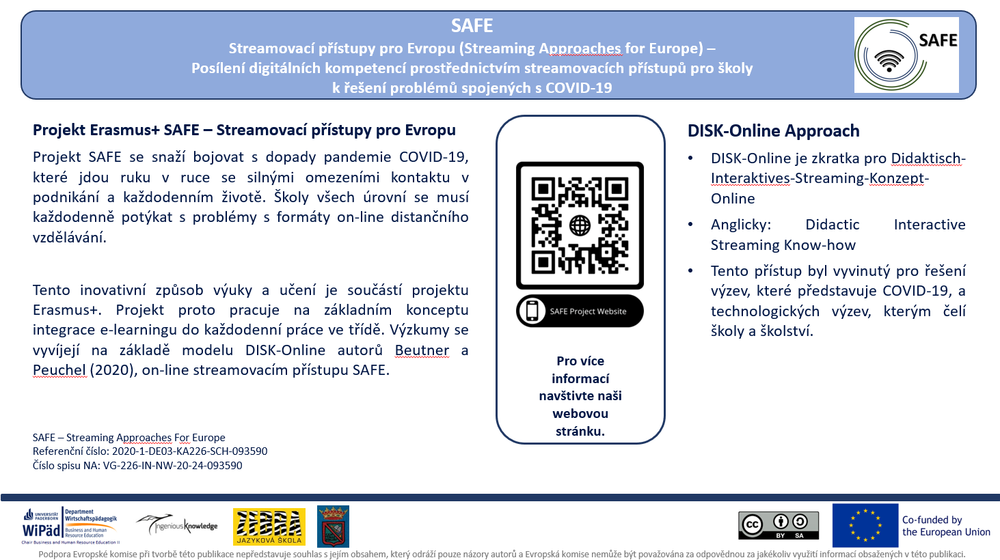 SAFE
Streamovací přístupy pro Evropu (Streaming Approaches for Europe) –
Posílení digitálních kompetencí prostřednictvím streamovacích přístupů pro školy
k řešení problémů spojených s COVID-19
SAFE
Projekt Erasmus+ SAFE – Streamovací přístupy pro Evropu
Projekt SAFE se snaží bojovat s dopady pandemie COVID-19,
které jdou ruku v ruce se silnými omezeními kontaktu v
podnikání a každodenním životě. Školy všech úrovní se musí
každodenně potýkat s problémy s formáty on-line distančního
vzdělávání.
Tento inovativní způsob výuky a učení je součástí projektu
Erasmus+. Projekt proto pracuje na základním konceptu
integrace e-learningu do každodenní práce ve třídě. Výzkumy se
vyvíjejí na základě modelu DISK-Online autorů Beutner a
Peuchel (2020), on-line streamovacím přístupu SAFE.
SAFE – Streaming Approaches For Europe
Referenční číslo: 2020-1-DE03-KA226-SCH-093590
Číslo spisu NA: VG-226-IN-NW-20-24-093590
SAFE Project Website
Pro více
informací
navštivte naši
webovou
stránku.
DISK-Online Approach
• DISK-Online je zkratka pro Didaktisch-
Interaktives-Streaming-Konzept-
Online
• Anglicky: Didactic Interactive
Streaming Know-how
• Tento přístup byl vyvinutý pro řešení
výzev, které představuje COVID-19, a
technologických výzev, kterým čelí
školy a školství.
UNIVERSITÄT
PADERBORN
WiPäd
Department
Wirtschaftspädagogik
Business and Human
Resource Education
Chair Business and Human Resource Education II
Ingenious Knowledge
ZEBRA
JAZYKOVÁ ŠKOLA
CC
BY SA
Co-funded by
the European Union
Podpora Evropské komise při tvorbě této publikace nepředstavuje souhlas s jejím obsahem, který odráží pouze názory autorů a Evropská komise nemůže být považována za odpovědnou za jakékoliv využití informací obsažených v této publikaci.